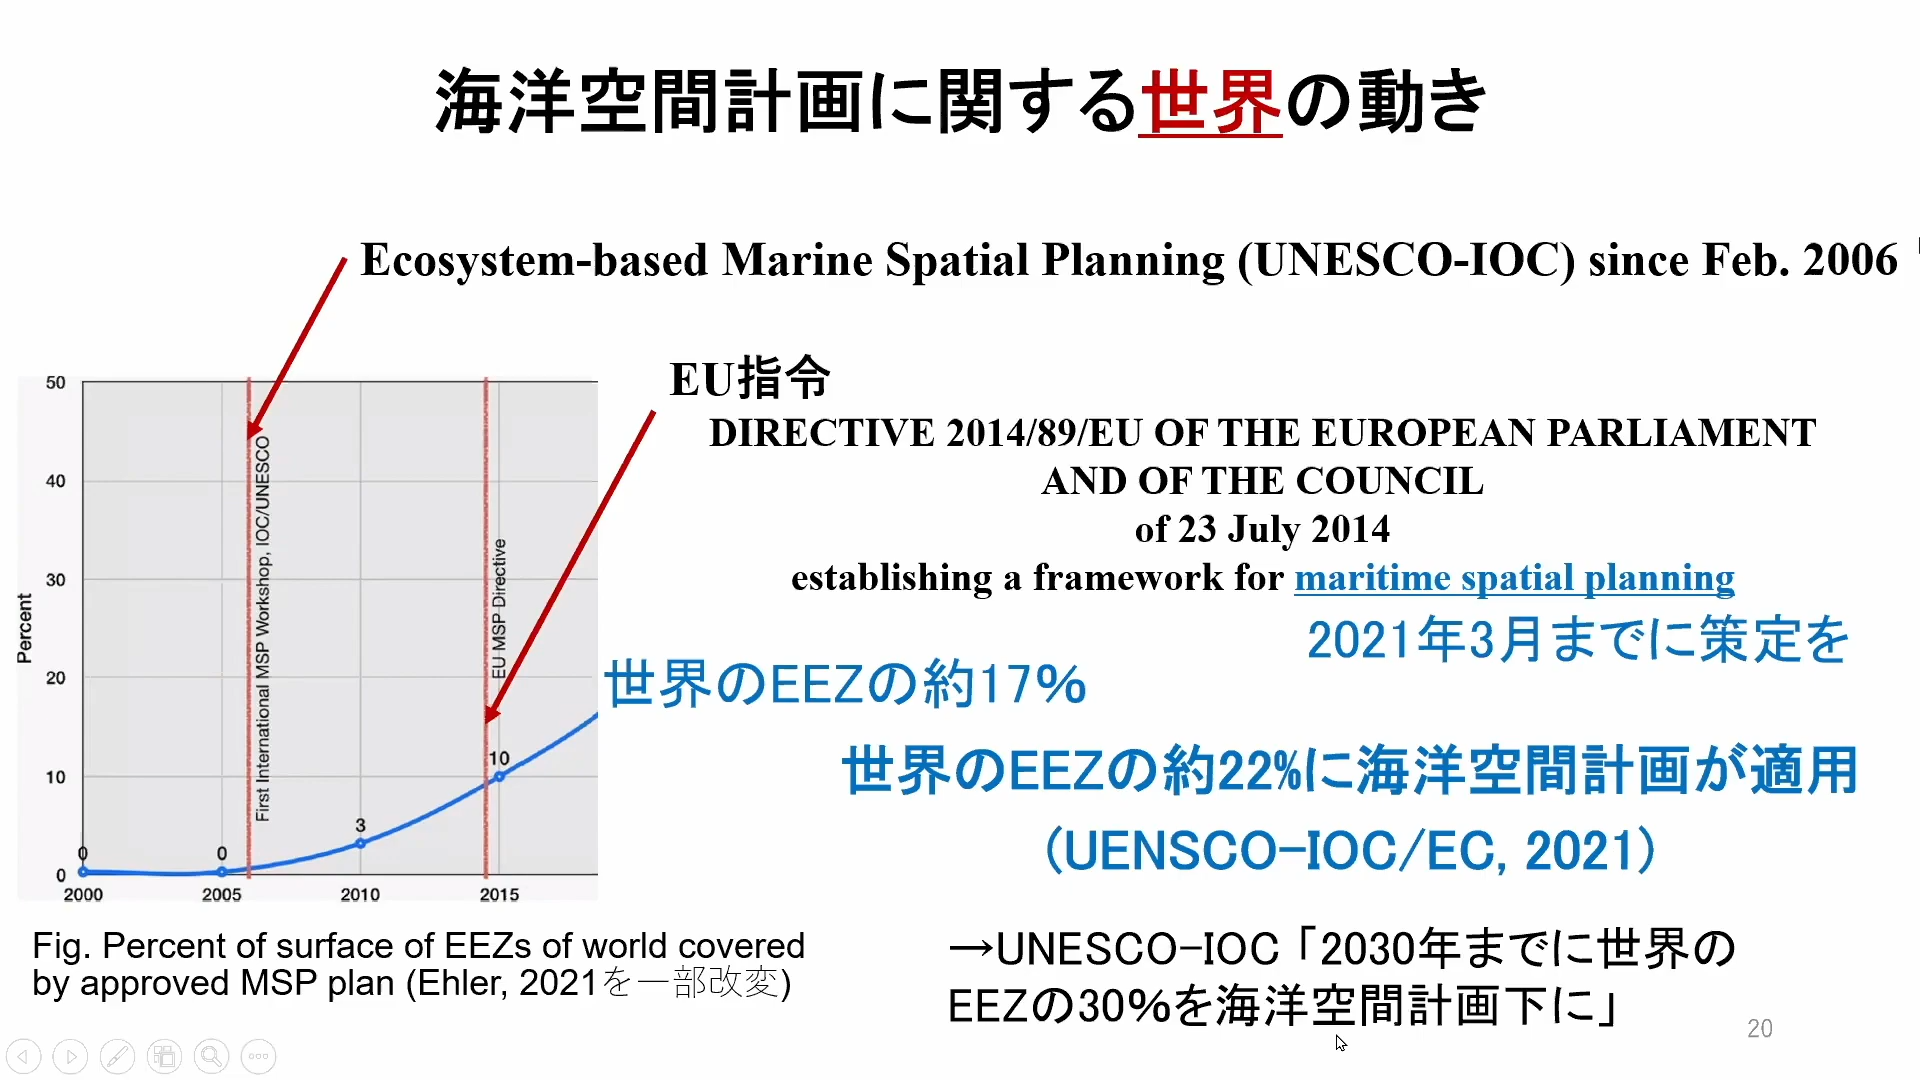 海洋空間計画に関する世界の動き
Ecosystem-based Marine Spatial Planning (UNESCO-IOC) since Feb. 2006
EU指令
DIRECTIVE 2014/89/EU OF THE EUROPEAN PARLIAMENT
AND OF THE COUNCIL
of 23 July 2014
establishing a framework for maritime spatial planning
2021年3月までに策定を
世界のEEZの約17%
世界のEEZの約22%に海洋空間計画が適用
(UENSCO-IOC/EC, 2021)
→UNESCO-IOC「2030年までに世界の
EEZの30%を海洋空間計画下に」
Percent
50
40
30
20
10
0
2000
2005
2010
2015
0
0
3
10
First International MSP Workshop, IOC/UNESCO
EU MSP Directive
Fig. Percent of surface of EEZs of world covered
by approved MSP plan (Ehler, 2021を一部改変)
20